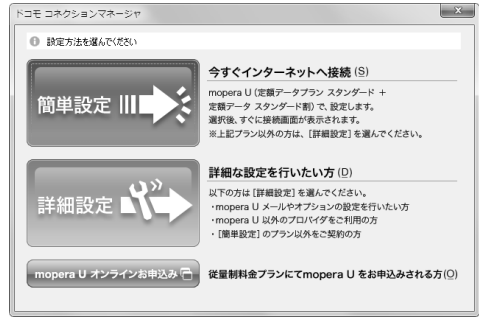 ドコモ コネクションマネージャ
設定方法を選んでください
簡単設定
今すぐインターネットへ接続 (S)
mopera U (定額データプラン スタンダード +
定額データ スタンダード割) で、設定します。
選択後、すぐに接続画面が表示されます。
※上記プラン以外の方は、[詳細設定] を選んでください。
詳細設定
詳細な設定を行いたい方 (D)
以下の方は [詳細設定] を選んでください。
・mopera U メールやオプションの設定を行いたい方
・mopera U 以外のプロバイダをご利用の方
・[簡単設定] のプラン以外をご契約の方
mopera U オンラインお申込み
従量制料金プランにてmopera U をお申込みされる方(O)